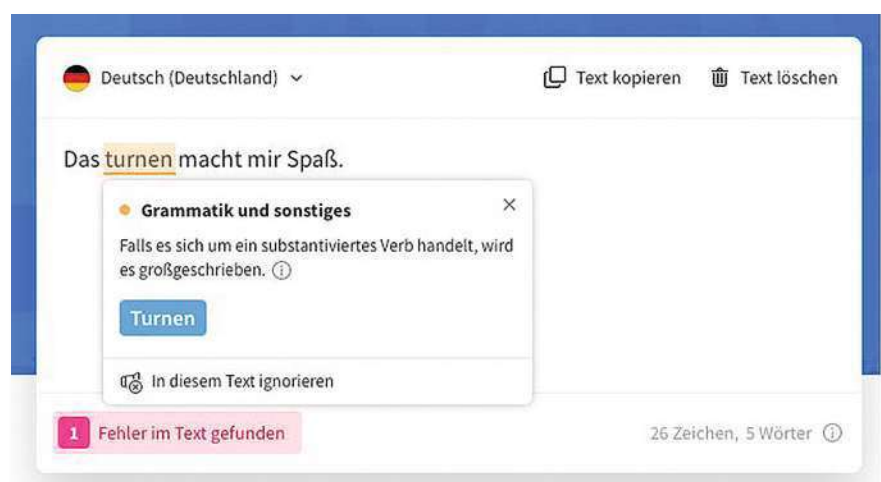 Deutsch (Deutschland)
Text kopieren
Text löschen
Das turnen macht mir Spaß.
Grammatik und sonstiges
Falls es sich um ein substantiviertes Verb handelt, wird
es großgeschrieben.
Turnen
In diesem Text ignorieren
1 Fehler im Text gefunden
26 Zeichen, 5 Wörter